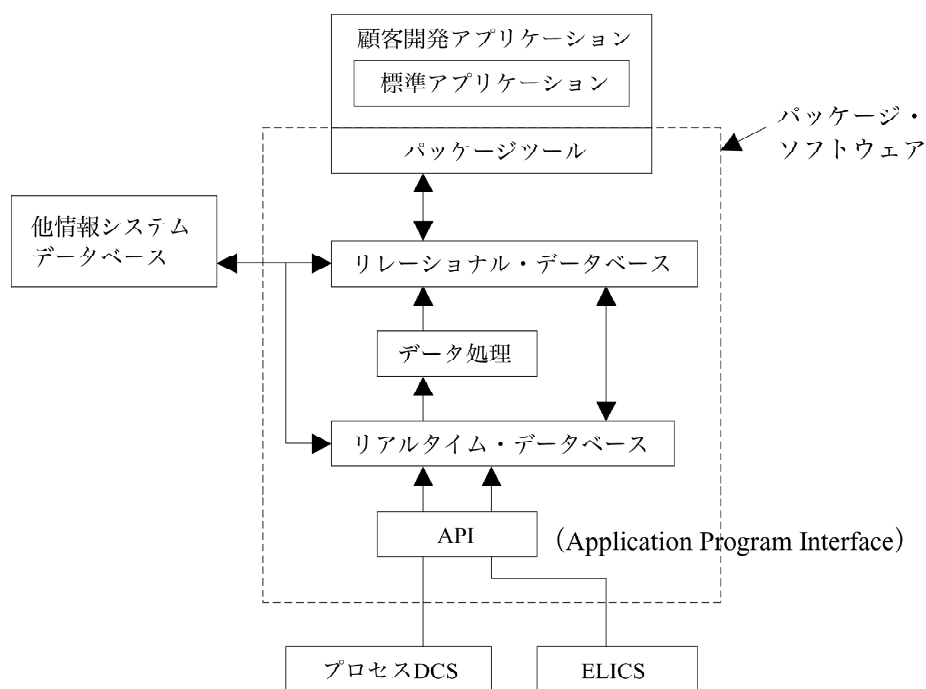 顧客開発アプリケーション
標準アプリケーション
パッケージ・
ソフトウェア
パッケージツール
他情報システム
データベース
リレーショナル・データベース
データ処理
リアルタイム・データベース
API
(Application Program Interface)
プロセスDCS
ELICS